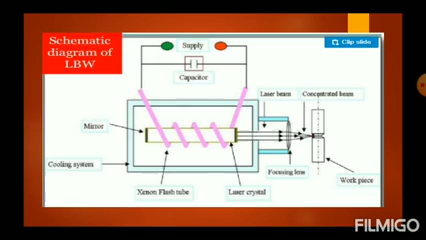 Schematic
diagram of
LBW
Clip slide
Supply
Capacitor
Laser beam
Concentrated beam
Mirror
Cooling system
Xenon Flash tube
Laser crystal
Focusing lens
Work piece
FILMIGO